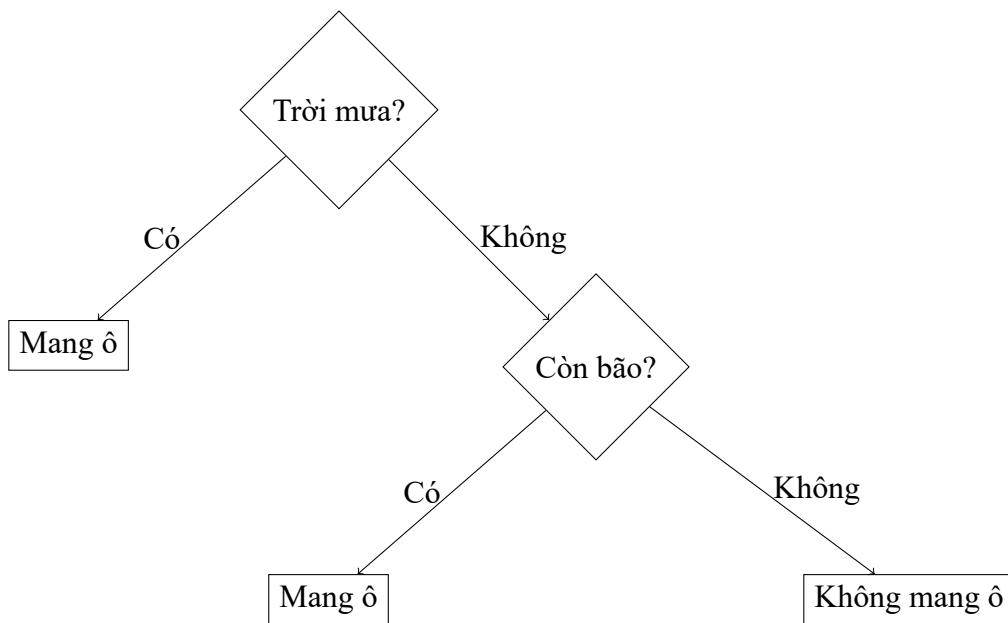 Trời mưa?
Có
Không
Mang ô
Còn bão?
Có
Không
Mang ô
Không mang ô